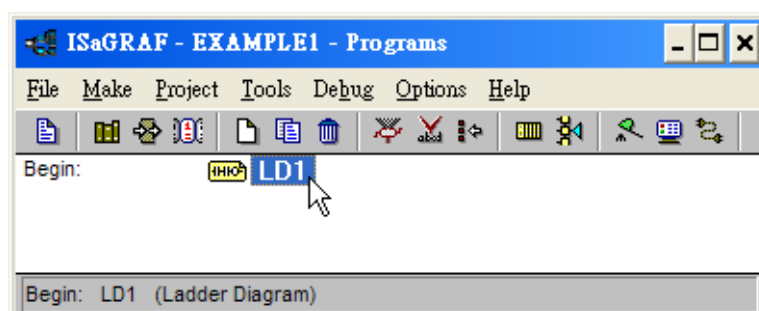 ISaGRAF - EXAMPLE1 - Programs
File Make Project Tools Debug Options Help
Begin: LD1
Begin: LD1 (Ladder Diagram)